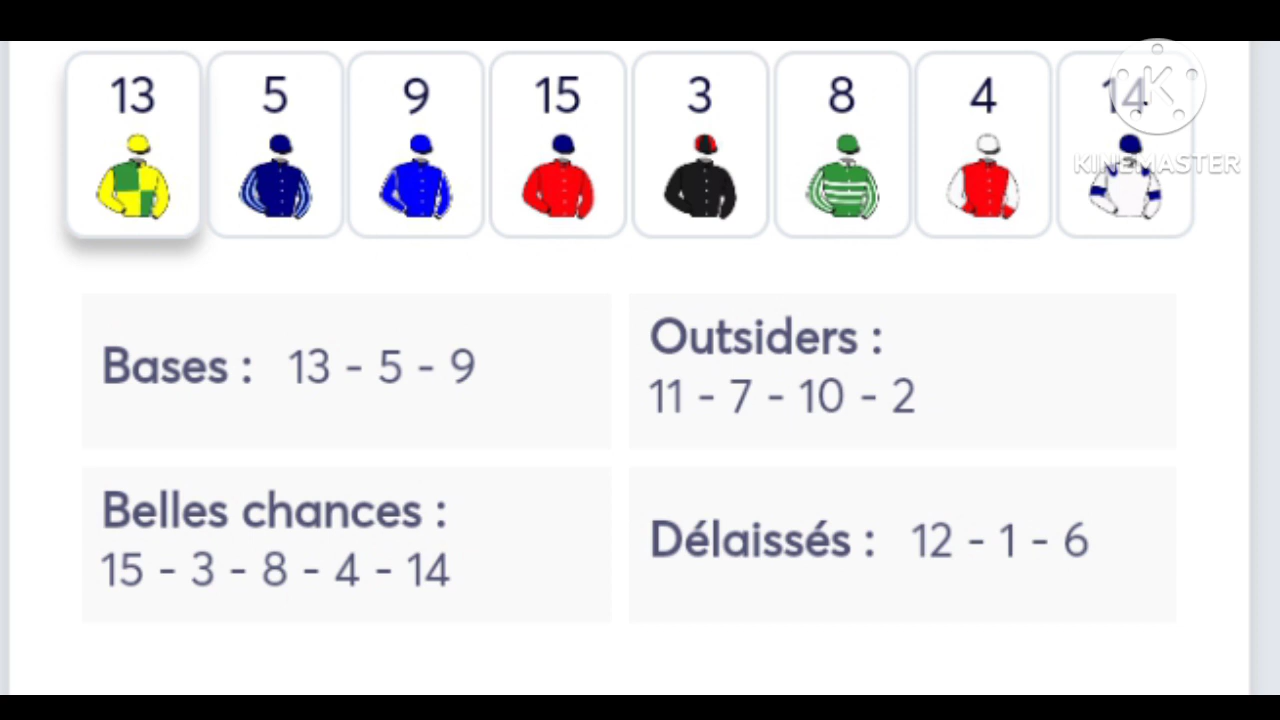 13 5 9 15 3 8 4 14
KINEMASTER
Bases : 13 - 5 - 9
Outsiders :
11 - 7 - 10 - 2
Belles chances :
15 - 3 - 8 - 4 - 14
Délaissés : 12 - 1 - 6